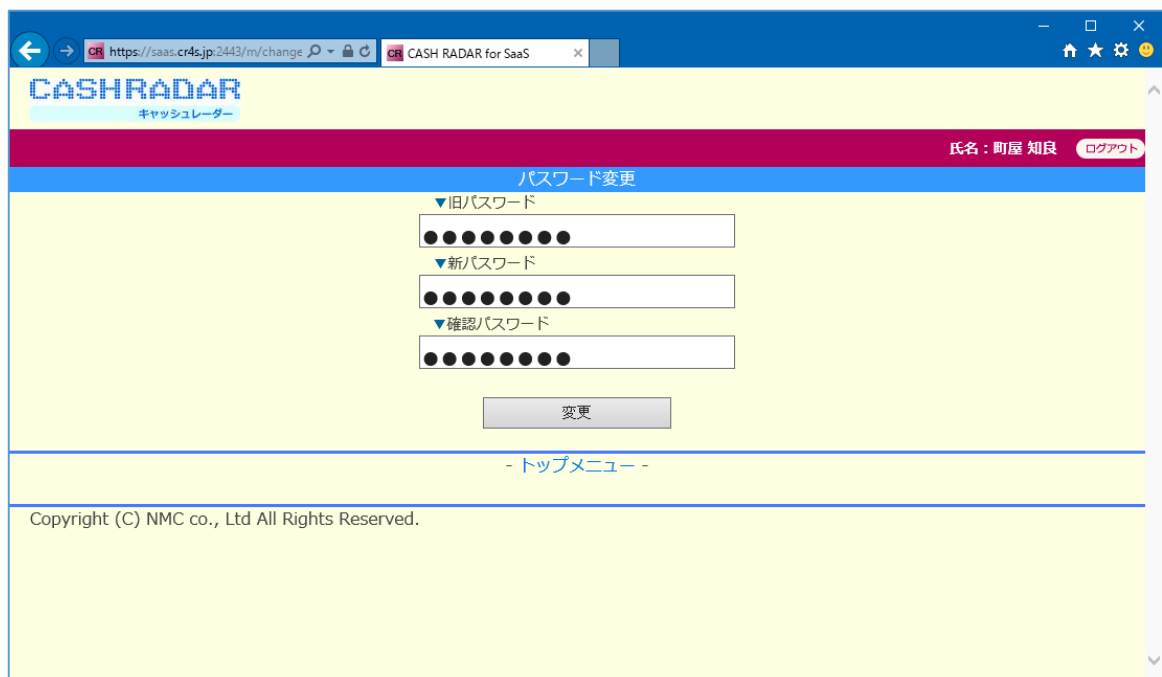 CR https://saas.cr4s.jp:2443/m/change
CR CASH RADAR for SaaS
CASHRADAR
キャッシュレーダー
氏名：町屋 知良 ログアウト
パスワード変更
▼旧パスワード
●●●●●●●●
▼新パスワード
●●●●●●●●
▼確認パスワード
●●●●●●●●
変更
- トップメニュー -
Copyright (C) NMC co., Ltd All Rights Reserved.